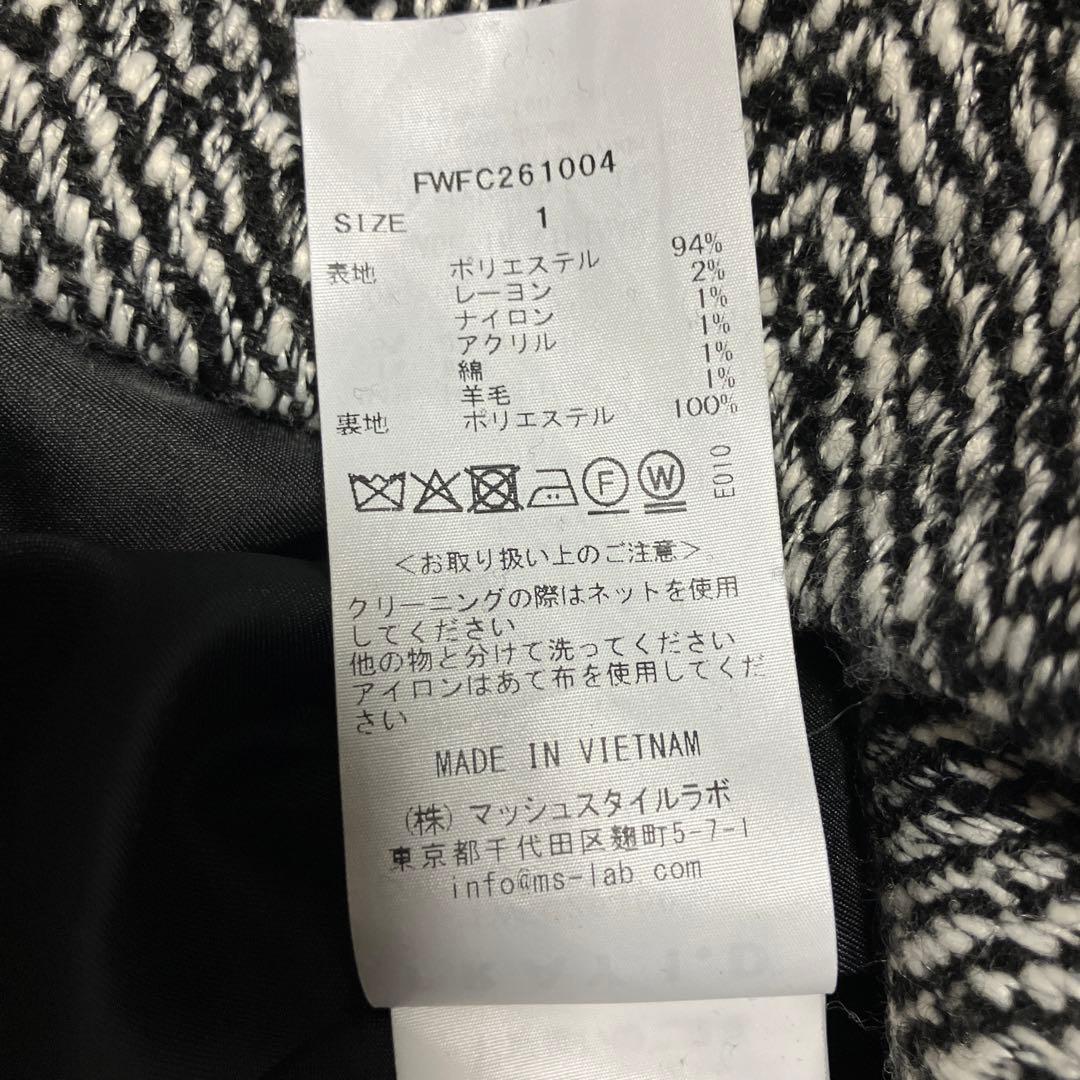 FWFC261004
SIZE 1
表地 ポリエステル 94%
レーヨン 2%
ナイロン 1%
アクリル 1%
綿 1%
羊毛 1%
裏地 ポリエステル 100%
F W E010
<お取り扱い上のご注意>
クリーニングの際はネットを使用
してください
他の物と分けて洗ってください
アイロンはあて布を使用してくだ
さい
MADE IN VIETNAM
(株)マッシュスタイルラボ
東京都千代田区麹町5-7-1
info@ms-lab.com